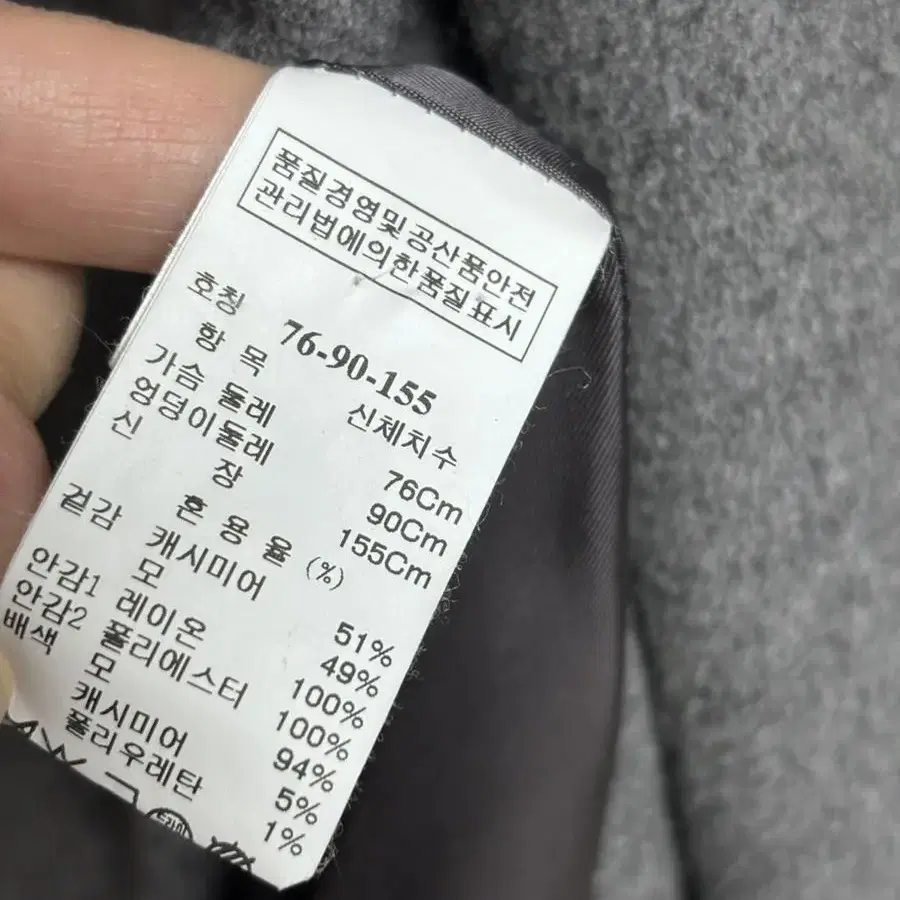 품질경영및공산품안전
관리법에의한품질표시
호칭 76-90-155
항 목 신체치수
가슴 둘레 76Cm
엉덩이둘레 90Cm
신 장 155Cm
혼 용 율 (%)
겉감 캐시미어 51%
모 49%
안감1 레이온 100%
안감2 폴리에스터 100%
배색 모 94%
캐시미어 5%
폴리우레탄 1%